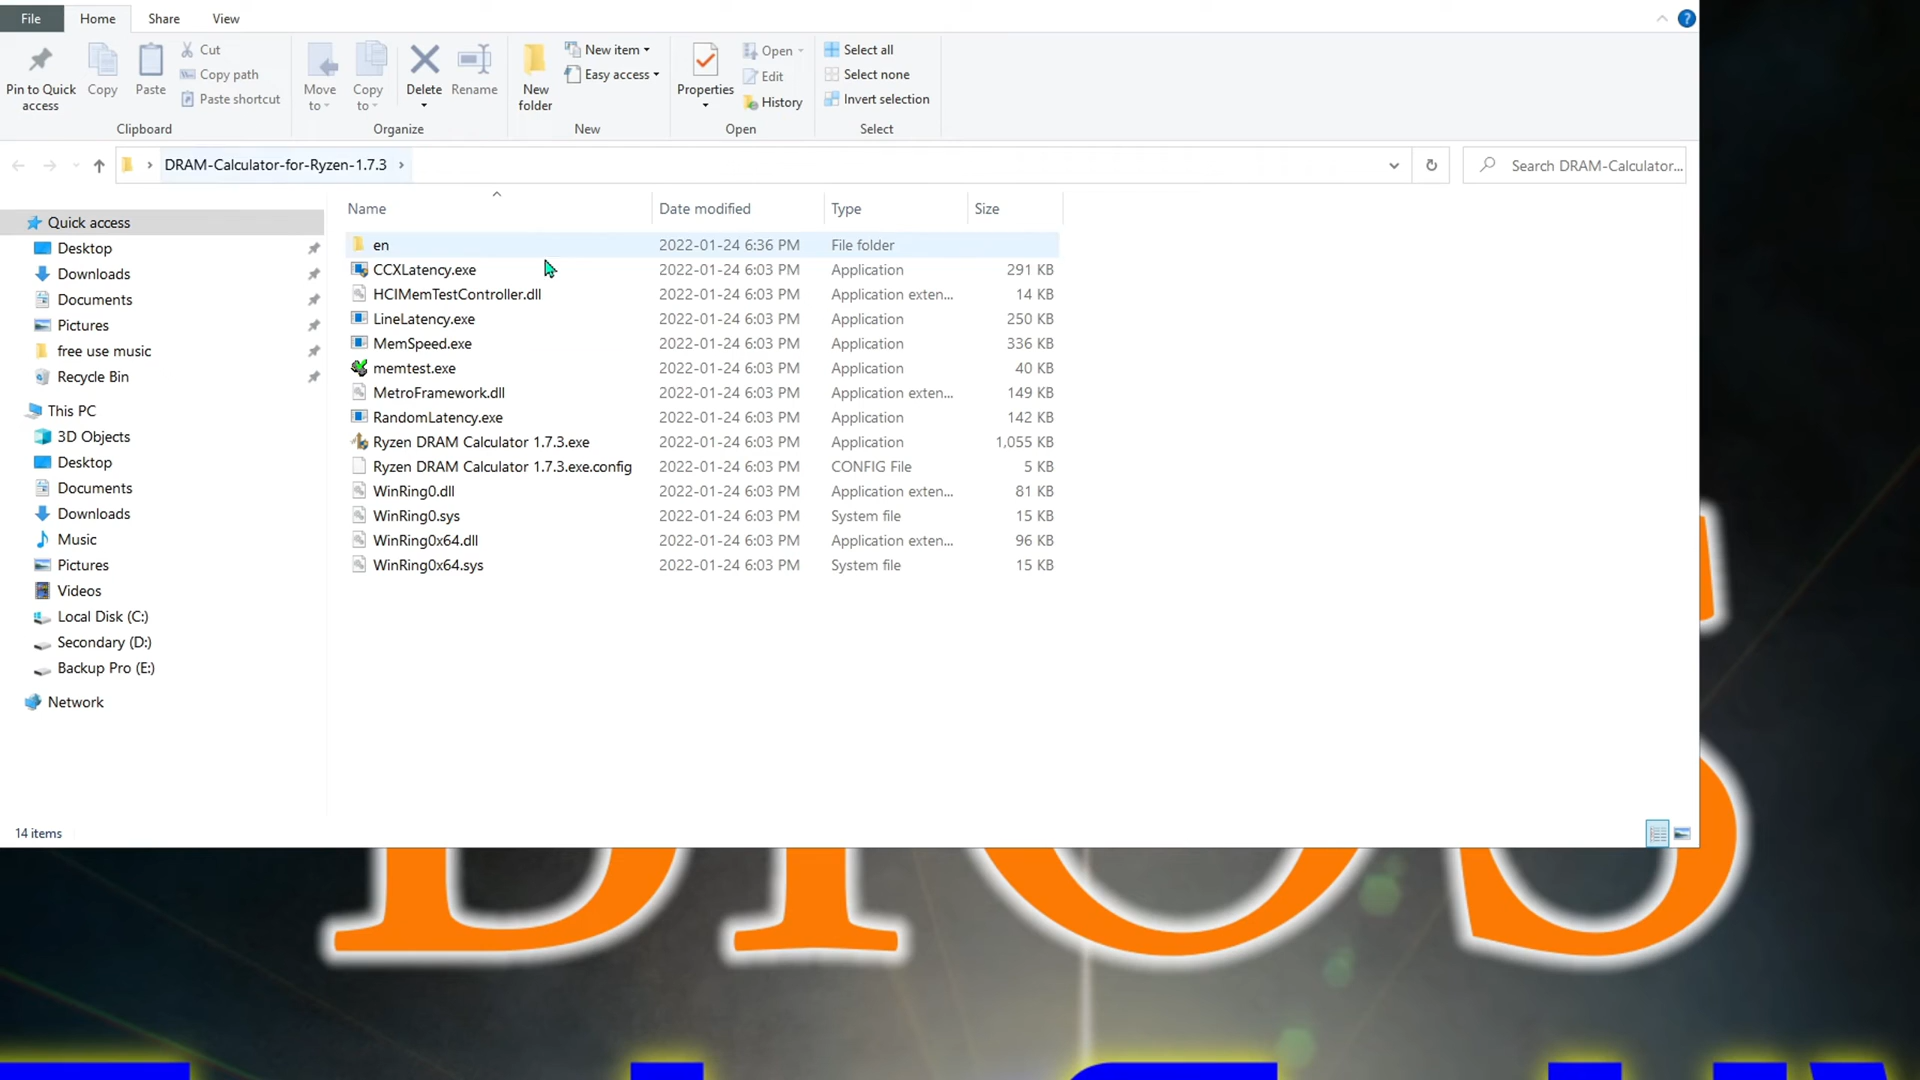 File Home Share View
Pin to Quick access
Copy
Paste
Cut
Copy path
Paste shortcut
Clipboard
Move to
Copy to
Delete
Rename
Organize
New folder
New item
Easy access
New
Properties
Open
Edit
History
Open
Select all
Select none
Invert selection
Select
DRAM-Calculator-for-Ryzen-1.7.3
Search DRAM-Calculator...
Quick access
Desktop
Downloads
Documents
Pictures
free use music
Recycle Bin
This PC
3D Objects
Desktop
Documents
Downloads
Music
Pictures
Videos
Local Disk (C:)
Secondary (D:)
Backup Pro (E:)
Network
Name Date modified Type Size
en 2022-01-24 6:36 PM File folder
CCXLatency.exe 2022-01-24 6:03 PM Application 291 KB
HCIMemTestController.dll 2022-01-24 6:03 PM Application exten... 14 KB
LineLatency.exe 2022-01-24 6:03 PM Application 250 KB
MemSpeed.exe 2022-01-24 6:03 PM Application 336 KB
memtest.exe 2022-01-24 6:03 PM Application 40 KB
MetroFramework.dll 2022-01-24 6:03 PM Application exten... 149 KB
RandomLatency.exe 2022-01-24 6:03 PM Application 142 KB
Ryzen DRAM Calculator 1.7.3.exe 2022-01-24 6:03 PM Application 1,055 KB
Ryzen DRAM Calculator 1.7.3.exe.config 2022-01-24 6:03 PM CONFIG File 5 KB
WinRing0.dll 2022-01-24 6:03 PM Application exten... 81 KB
WinRing0.sys 2022-01-24 6:03 PM System file 15 KB
WinRing0x64.dll 2022-01-24 6:03 PM Application exten... 96 KB
WinRing0x64.sys 2022-01-24 6:03 PM System file 15 KB
14 items
BIOS